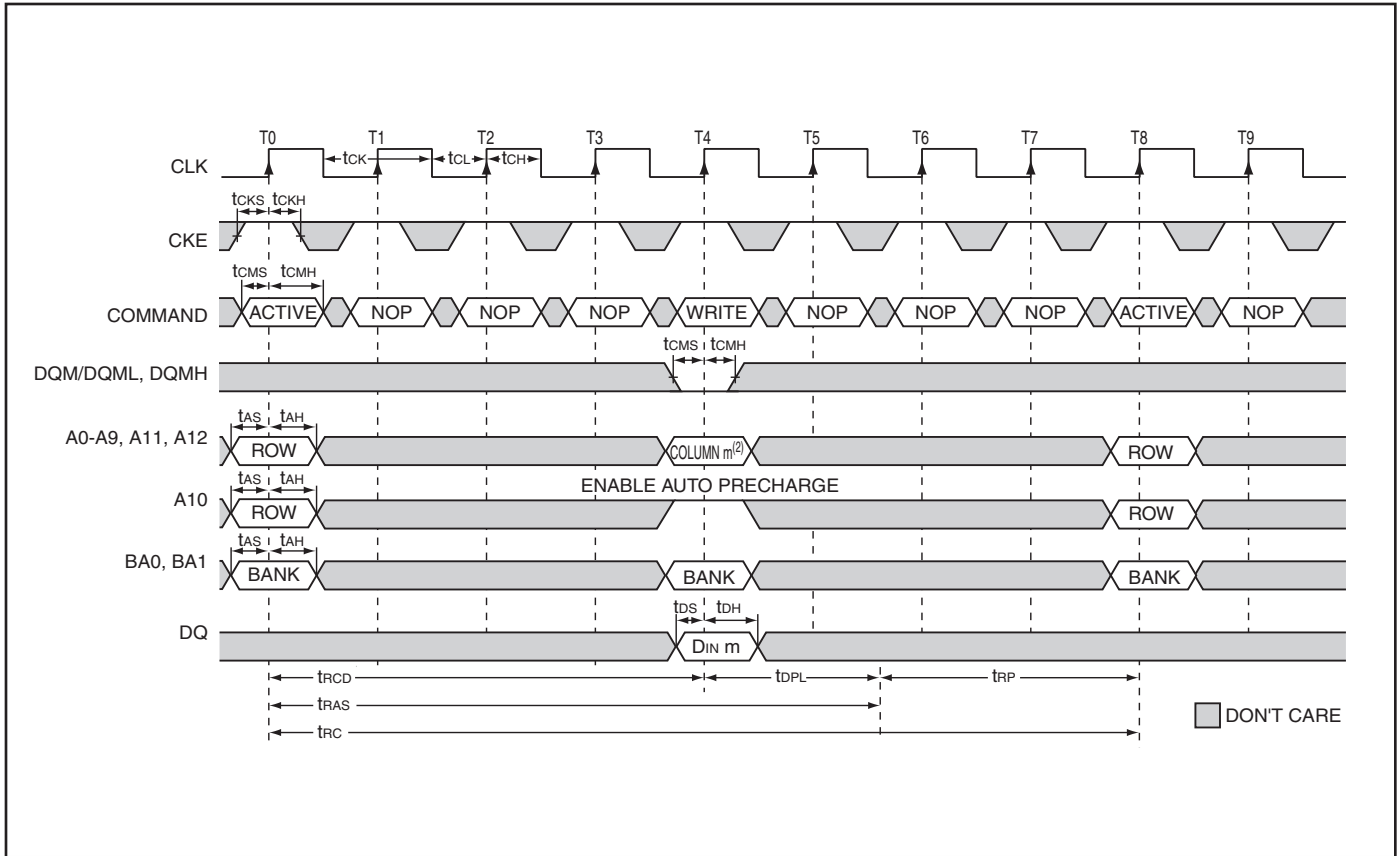 T0 T1 T2 T3 T4 T5 T6 T7 T8 T9
CLK
tCK tCL tCH
tCKS tCKH
CKE
tCMS tCMH
COMMAND
ACTIVE NOP NOP NOP WRITE NOP NOP NOP ACTIVE NOP
tCMS tCMH
DQM/DQML, DQMH
tAS tAH
A0-A9, A11, A12
ROW COLUMN m(2) ROW
tAS tAH
ENABLE AUTO PRECHARGE
A10
ROW ROW
tAS tAH
BA0, BA1
BANK BANK BANK
tDS tDH
DQ
DIN m
tRCD tDPL tRP
tRAS
tRC
DON'T CARE